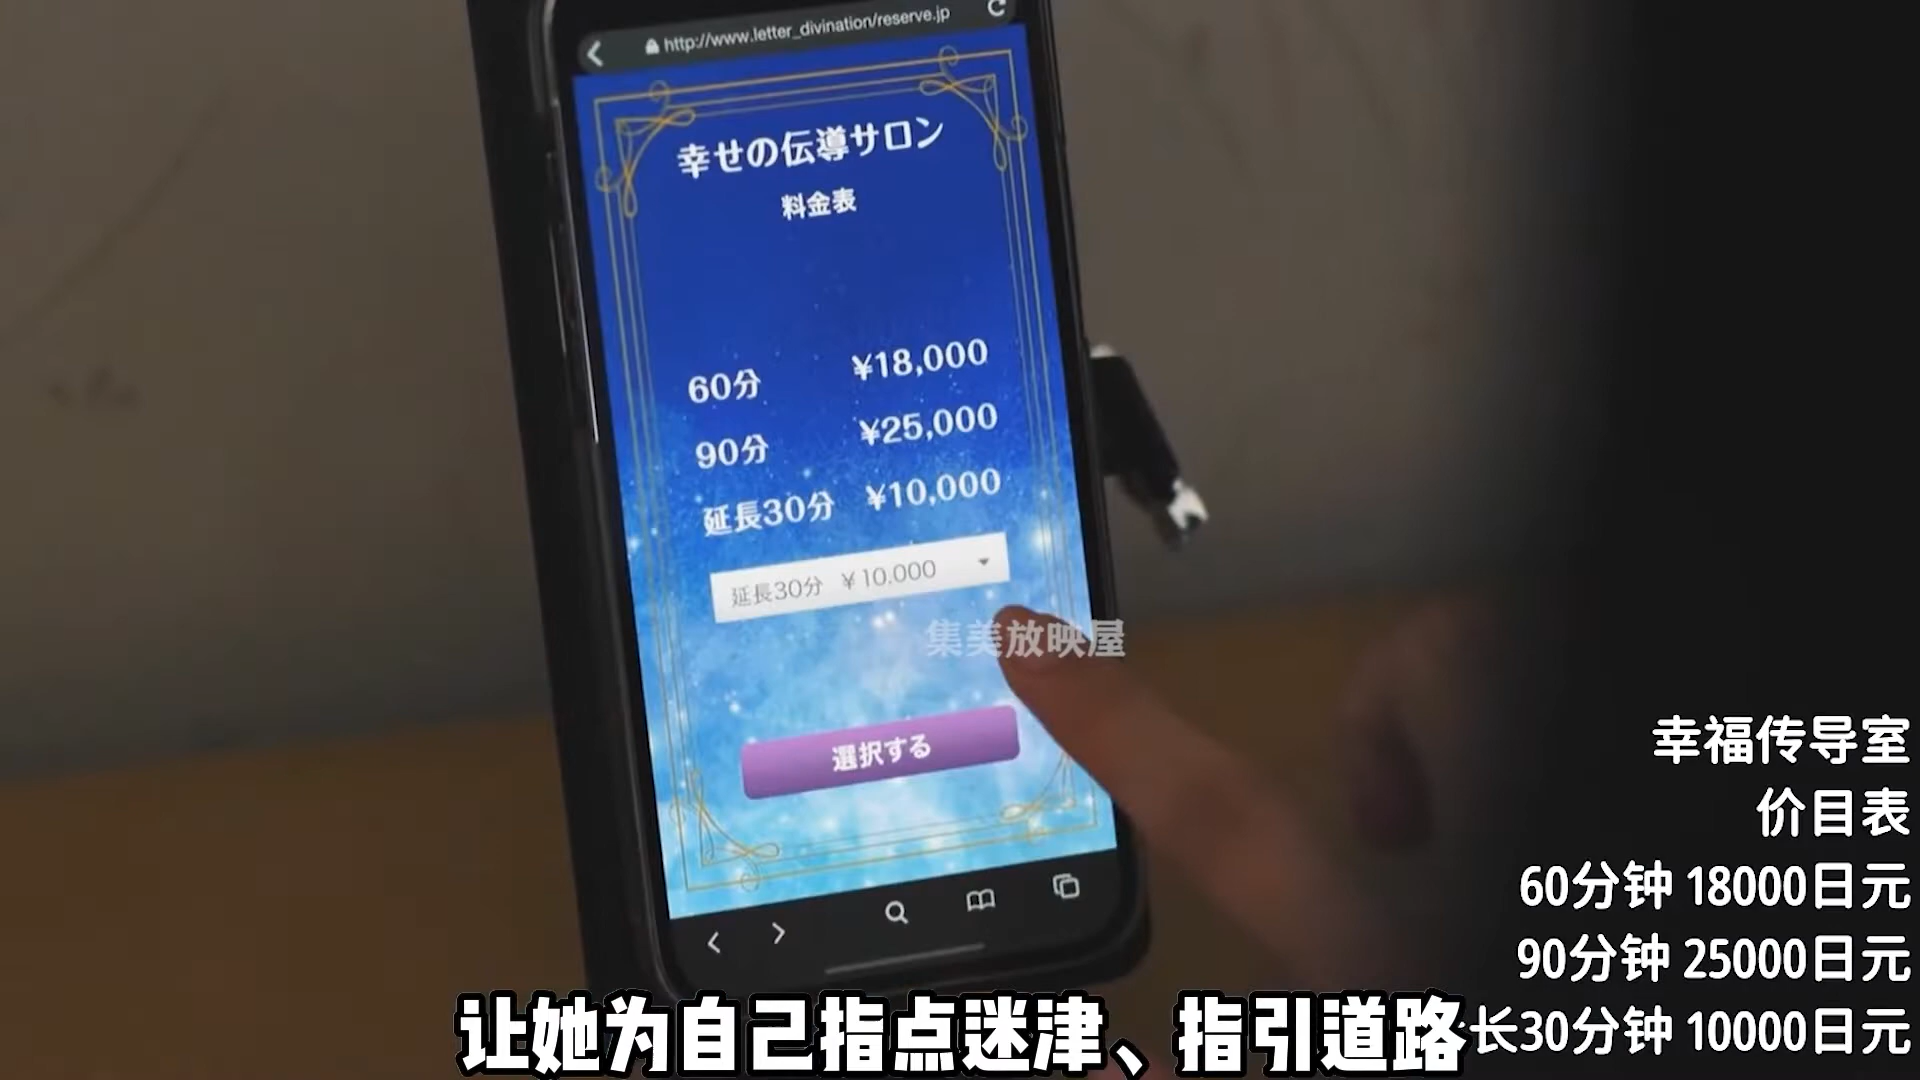 http://www.letter_divination/reserve.jp
幸せの伝導サロン
料金表
60分 ¥18,000
90分 ¥25,000
延長30分 ¥10,000
延長30分 ¥10.000
集美放映屋
選択する
幸福传导室
价目表
60分钟 18000日元
90分钟 25000日元
长30分钟 10000日元
让她为自己指点迷津、指引道路